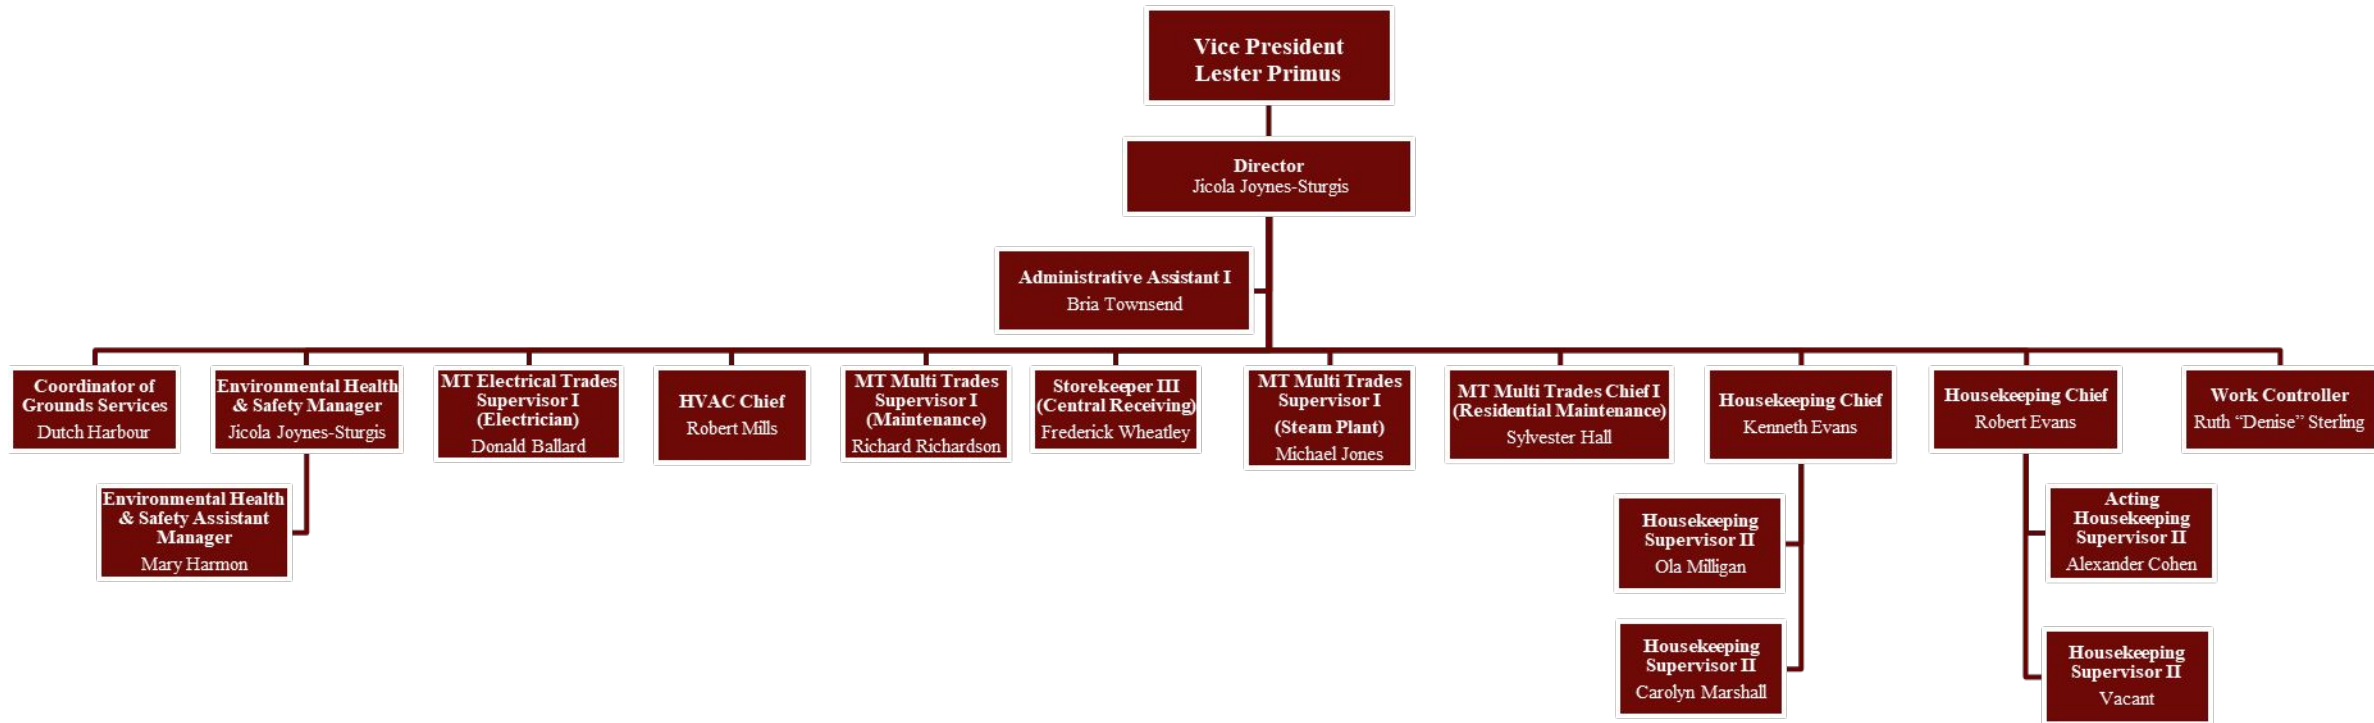 Vice President
Lester Primus
Director
Jicola Joynes-Sturgis
Administrative Assistant I
Bria Townsend
Coordinator of
Grounds Services
Dutch Harbour
Environmental Health
& Safety Manager
Jicola Joynes-Sturgis
MT Electrical Trades
Supervisor I
(Electrician)
Donald Ballard
HVAC Chief
Robert Mills
MT Multi Trades
Supervisor I
(Maintenance)
Richard Richardson
Storekeeper III
(Central Receiving)
Frederick Wheatley
MT Multi Trades
Supervisor I
(Steam Plant)
Michael Jones
MT Multi Trades Chief I
(Residential Maintenance)
Sylvester Hall
Housekeeping Chief
Kenneth Evans
Housekeeping Chief
Robert Evans
Work Controller
Ruth “Denise” Sterling
Environmental Health
& Safety Assistant
Manager
Mary Harmon
Housekeeping
Supervisor II
Ola Milligan
Acting
Housekeeping
Supervisor II
Alexander Cohen
Housekeeping
Supervisor II
Carolyn Marshall
Housekeeping
Supervisor II
Vacant